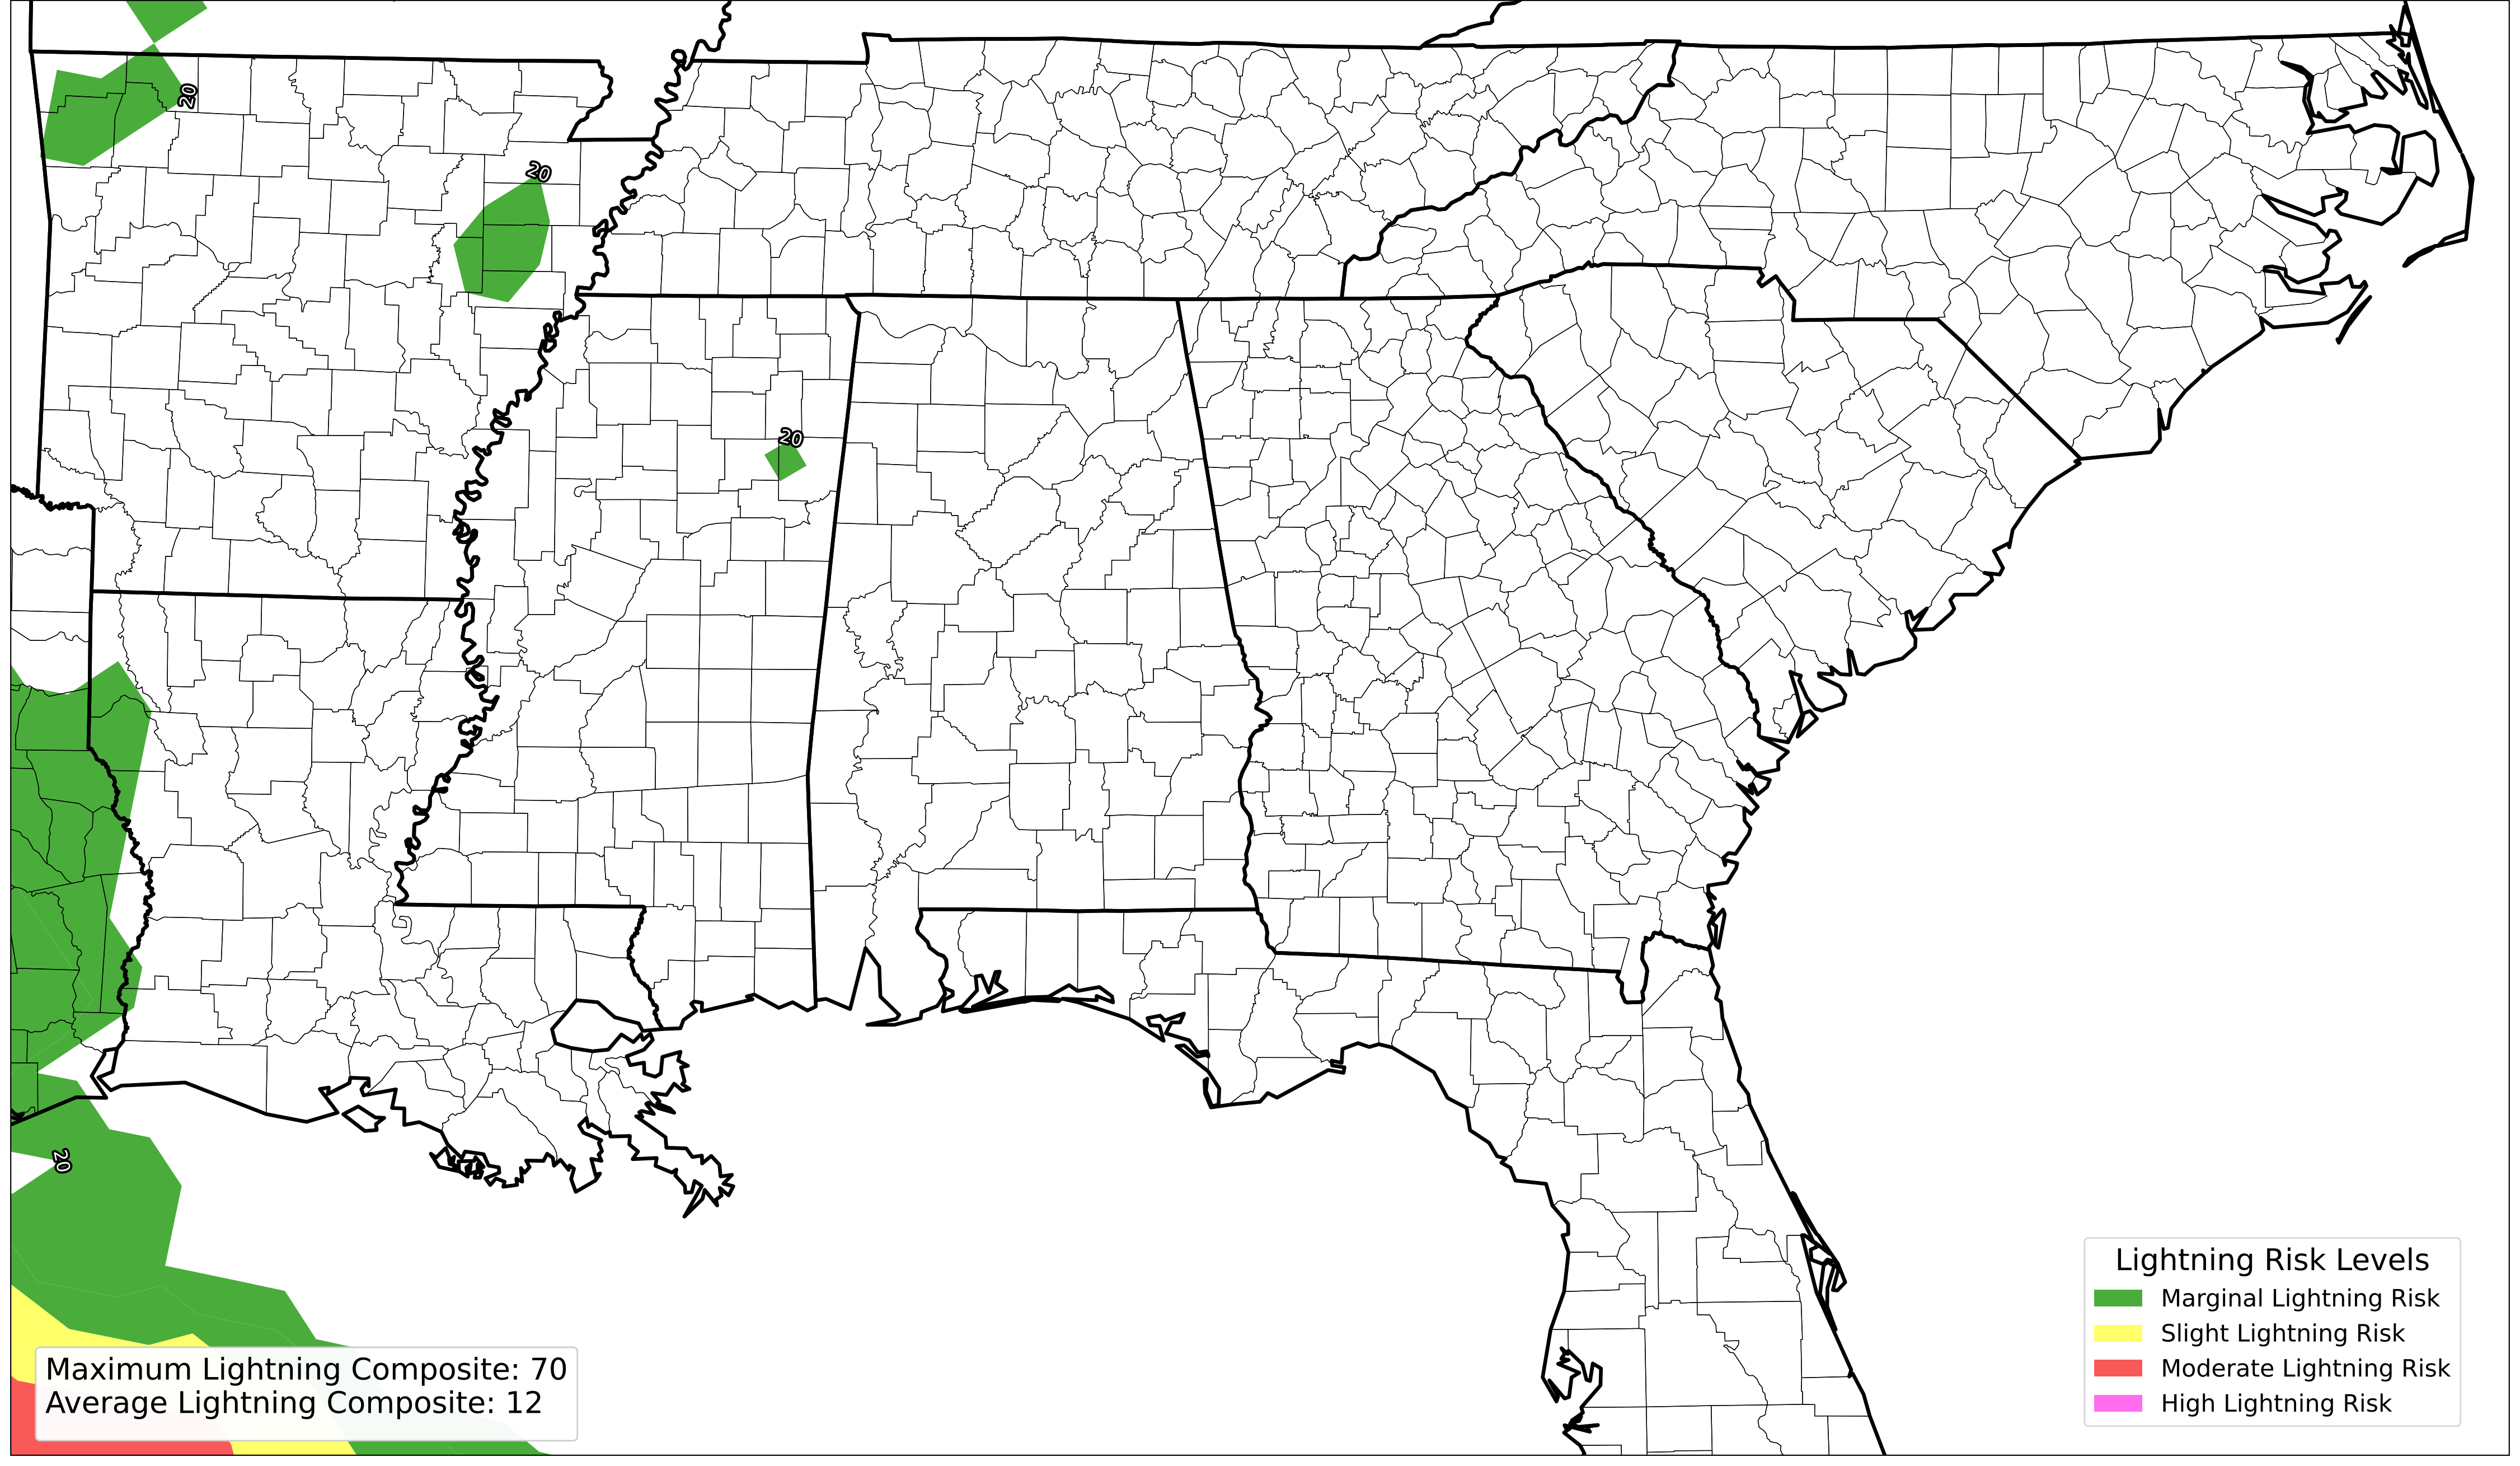 20
20
20
20
Maximum Lightning Composite: 70
Average Lightning Composite: 12
Lightning Risk Levels
Marginal Lightning Risk
Slight Lightning Risk
Moderate Lightning Risk
High Lightning Risk